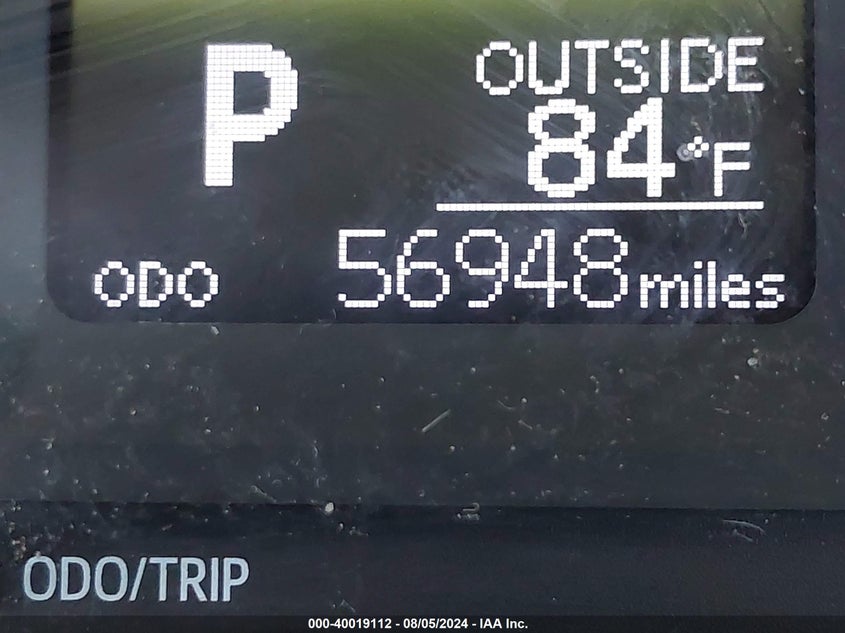 P
OUTSIDE
84°F
ODO 56948 miles
ODO/TRIP
000-40019112 - 08/05/2024 - IAA Inc.